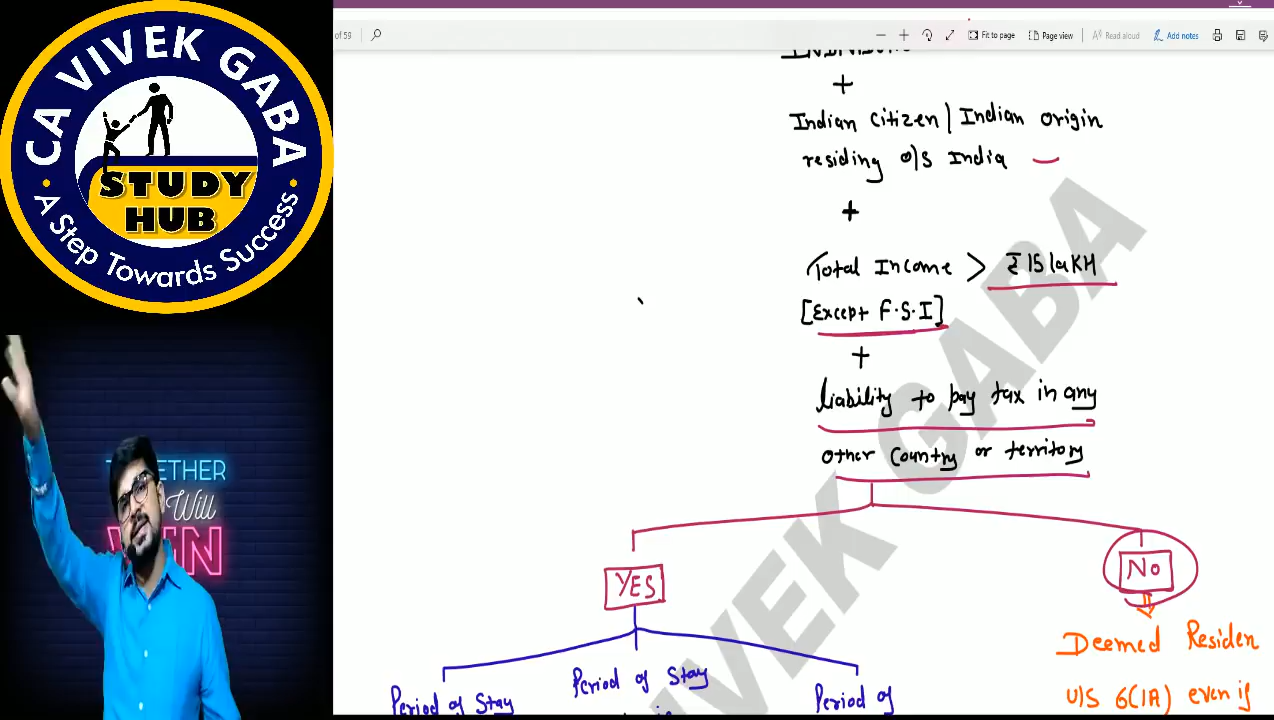 CA VIVEK GABA
STUDY
HUB
A Step Towards Success
TOGETHER
Will
WIN
of 59
Fit to page
Page view
Read aloud
Add notes
+
Indian Citizen | Indian origin
residing o/s India
+
Total Income > ₹15 laKH
[Except F.S.I]
+
liability to pay tax in any
other Country or territory
YES
No
Deemed Residen
U/S 6(1A) even if
Period of Stay
Period of Stay
Period of
VIVEK GABA